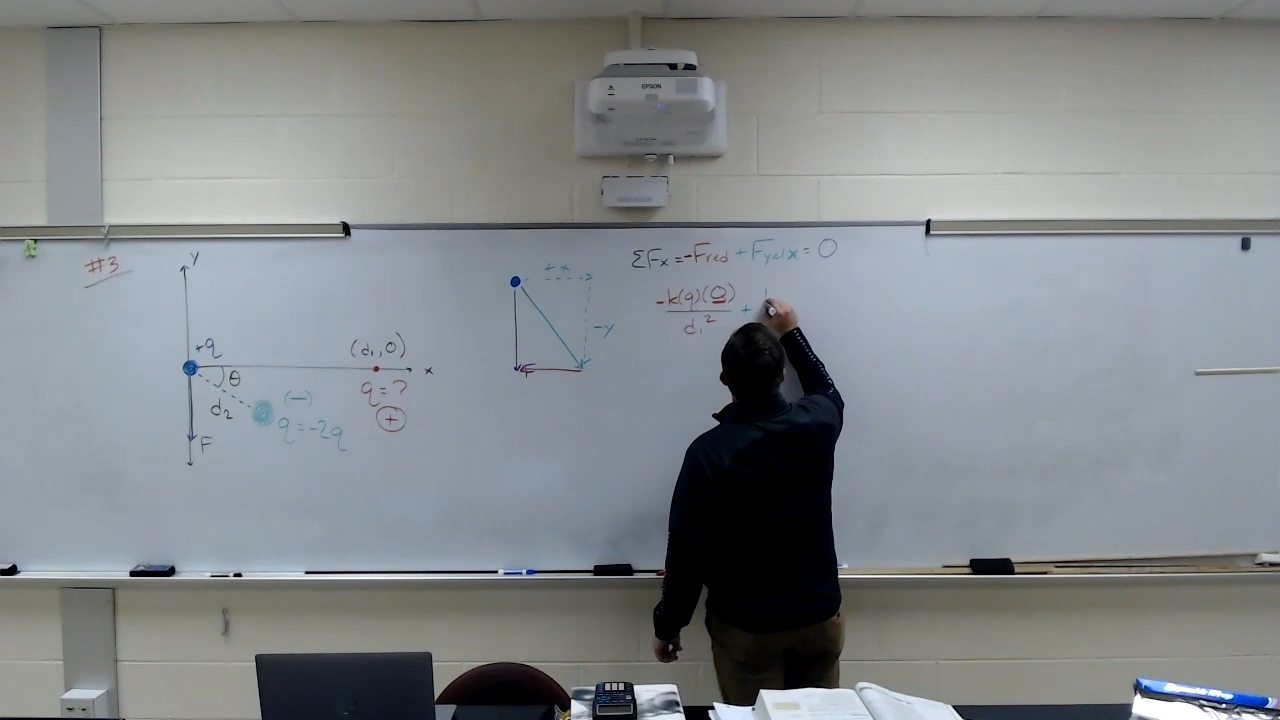 EPSON
#3
y
+q
(d₁, 0)
x
θ
q = ?
d₂
(−)
+
q = -2q
F
+x
-y
F
ΣFx = -Fred + Fyelx = 0
-k(q)(Q)
d₁²
+